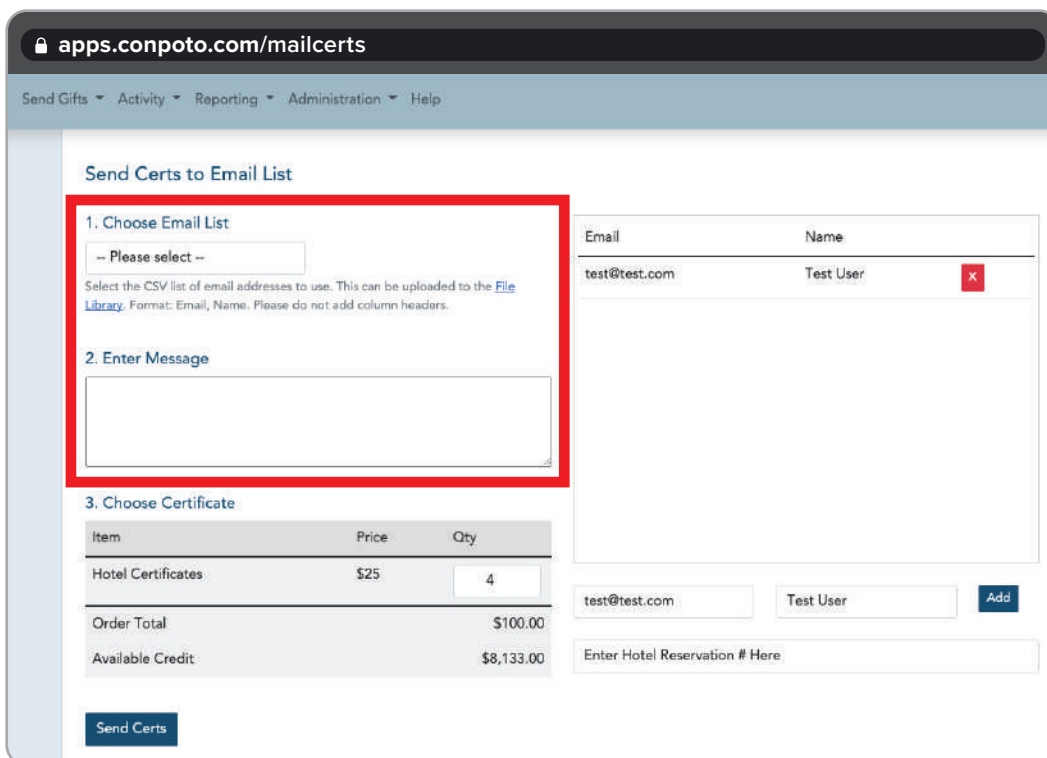 apps.conpoto.com/mailcerts
Send Gifts Activity Reporting Administration Help
Send Certs to Email List
1. Choose Email List
-- Please select --
Select the CSV list of email addresses to use. This can be uploaded to the File
Library. Format: Email, Name. Please do not add column headers.
2. Enter Message
3. Choose Certificate
Item Price Qty
Hotel Certificates $25 4
Order Total $100.00
Available Credit $8,133.00
Send Certs
Email Name
test@test.com Test User X
test@test.com Test User Add
Enter Hotel Reservation # Here